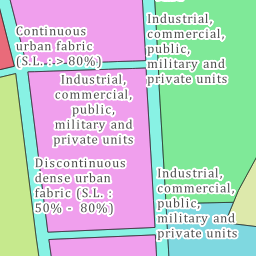 Continuous
urban fabric
(S.L. : > 80%)
Industrial,
commercial,
public,
military and
private units
Industrial,
commercial,
public,
military and
private units
Discontinuous
dense urban
fabric (S.L. :
50% - 80%)
Industrial,
commercial,
public,
military and
private units